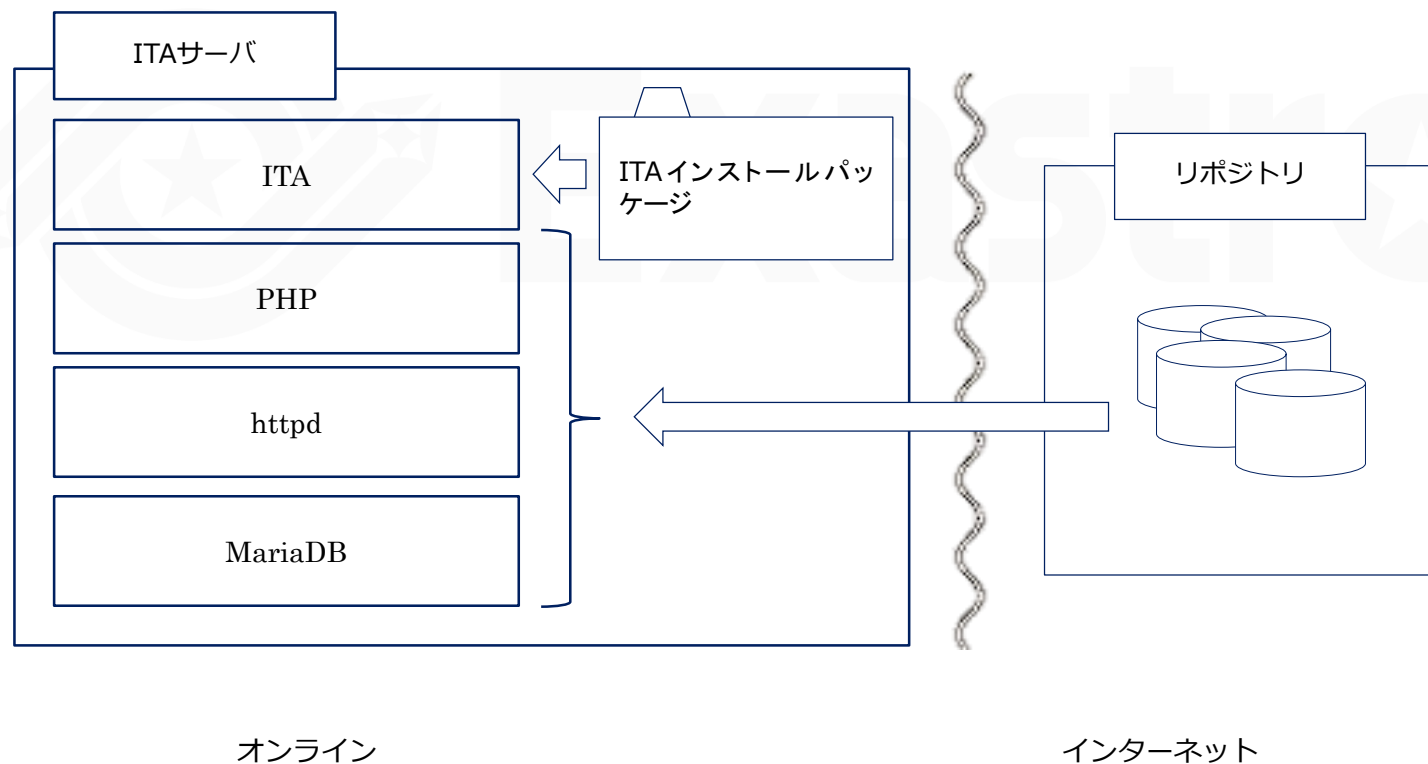 ITAサーバ
ITA
ITAインストールパッ
ケージ
リポジトリ
PHP
httpd
MariaDB
オンライン
インターネット
Exastro